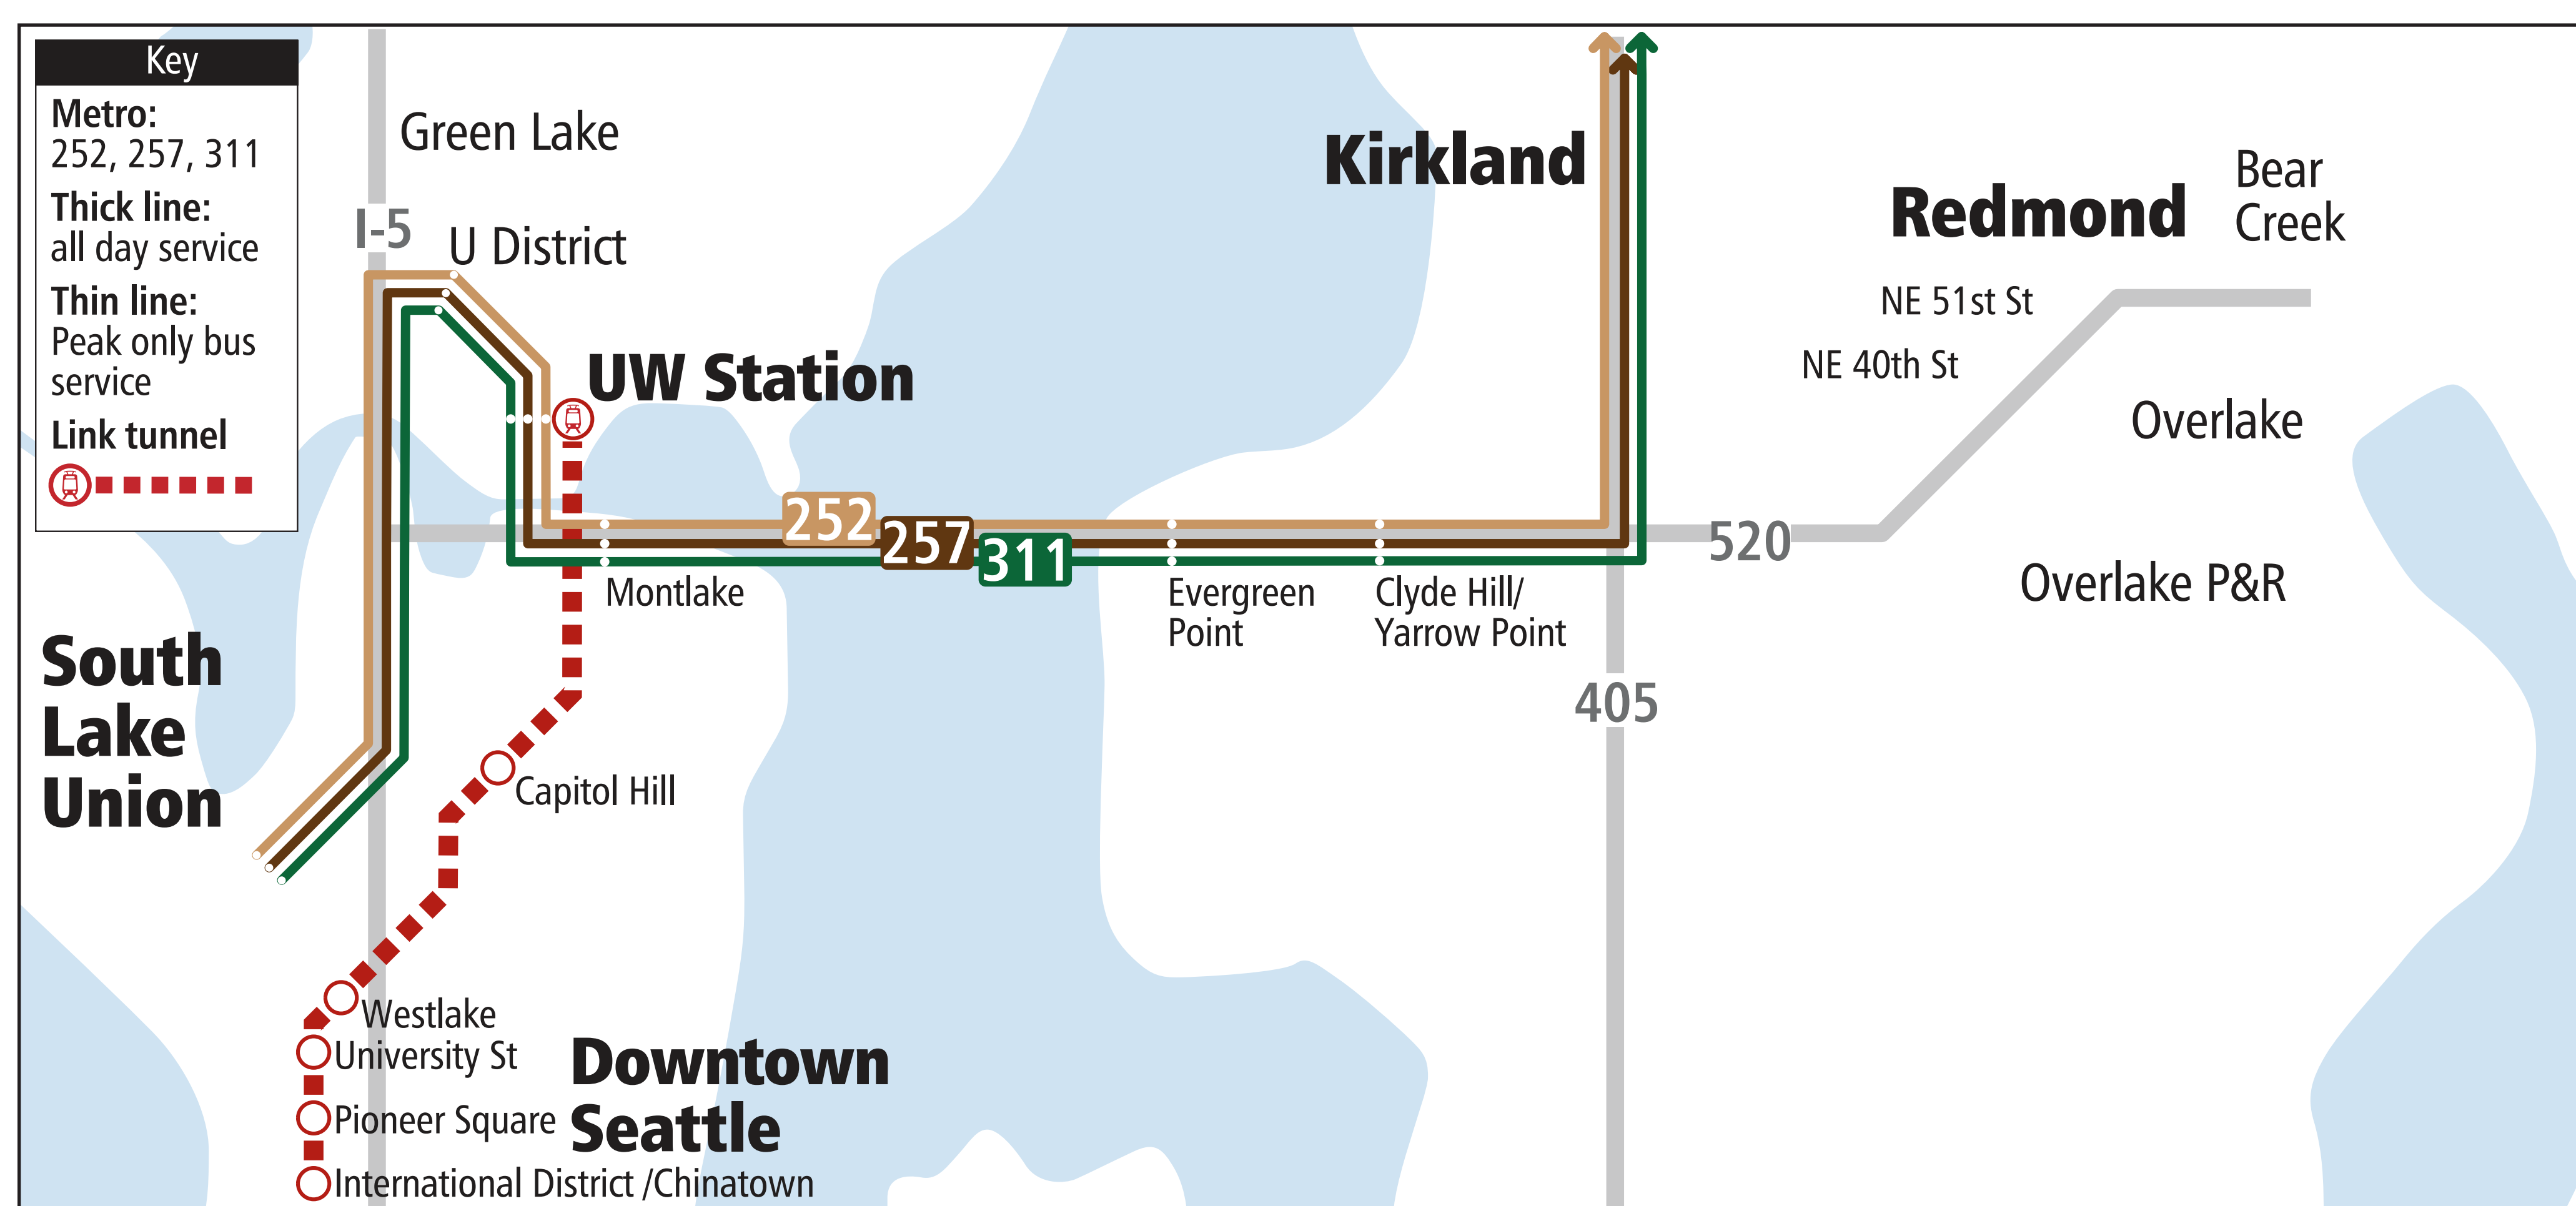 Key
Metro:
252, 257, 311
Thick line:
all day service
Thin line:
Peak only bus
service
Link tunnel
Green Lake
I-5
U District
UW Station
Kirkland
Redmond
Bear
Creek
NE 51st St
NE 40th St
Overlake
252
257
311
520
Overlake P&R
Montlake
Evergreen
Point
Clyde Hill/
Yarrow Point
405
South
Lake
Union
Capitol Hill
Westlake
University St
Downtown
Seattle
Pioneer Square
International District /Chinatown